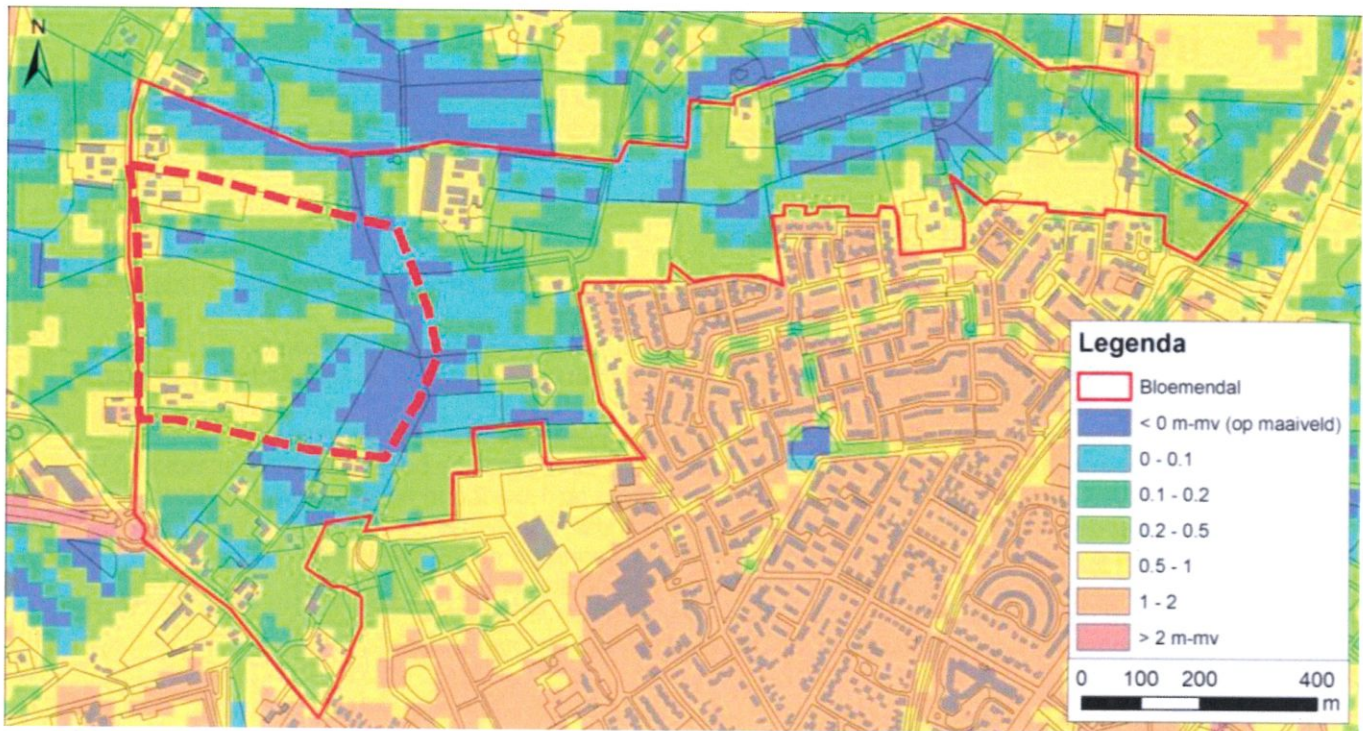 N
Legenda
Bloemendal
< 0 m-mv (op maaiveld)
0 - 0.1
0.1 - 0.2
0.2 - 0.5
0.5 - 1
1 - 2
> 2 m-mv
0 100 200 400
m